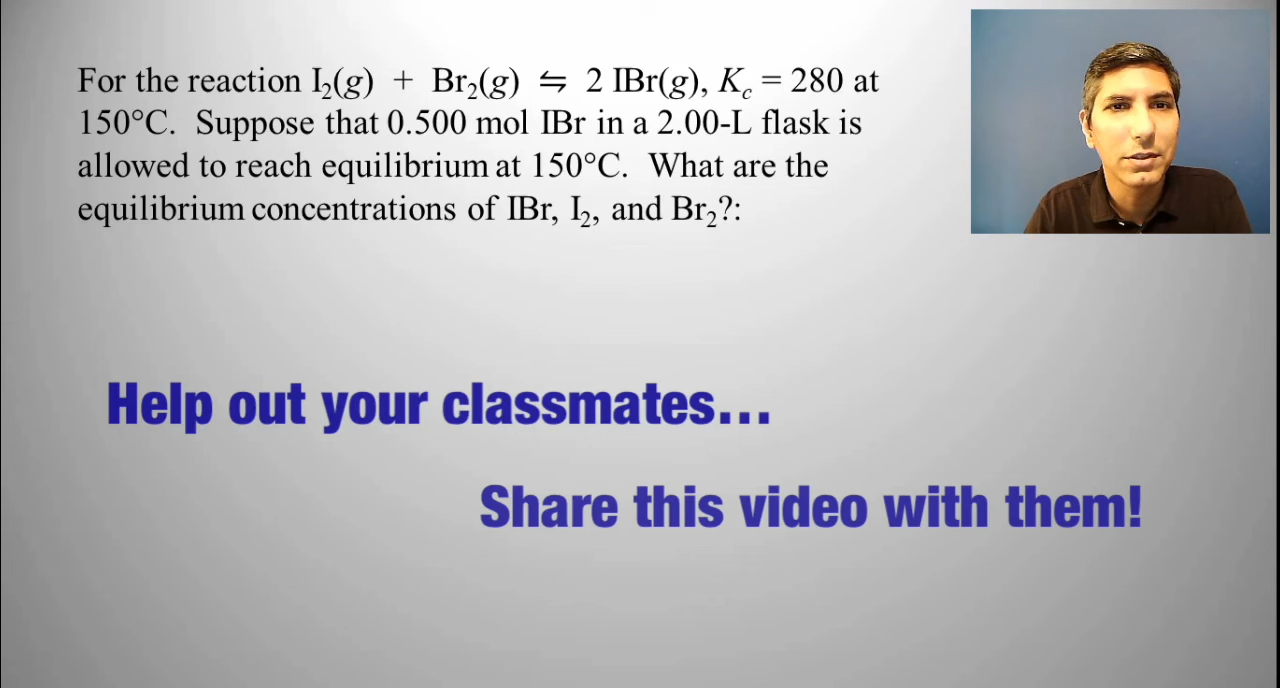 For the reaction I₂(g) + Br₂(g) ⇋ 2 IBr(g), K꜀ = 280 at
150°C. Suppose that 0.500 mol IBr in a 2.00-L flask is
allowed to reach equilibrium at 150°C. What are the
equilibrium concentrations of IBr, I₂, and Br₂?:
Help out your classmates...
Share this video with them!